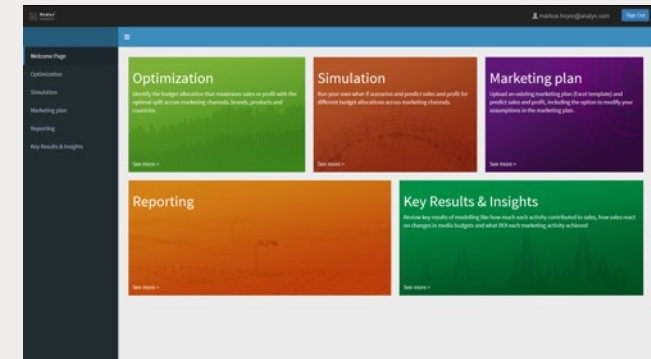 Analyx
markus.hoyer@analyx.com
Sign Out
Welcome Page
Optimization
Simulation
Marketing plan
Reporting
Key Results & Insights
Optimization
Identify the budget allocation that maximizes sales or profit with the
optimal split across marketing channels, brands, products and
countries.
See more >
Simulation
Run your own what if scenarios and predict sales and profit for
different budget allocations across marketing channels.
See more >
Marketing plan
Upload an existing marketing plan (Excel template) and
predict sales and profit, including the option to modify your
assumptions in the marketing plan.
See more >
Reporting
See more >
Key Results & Insights
Review key results of modelling like how much each activity contributed to sales, how sales react
on changes in media budgets and what ROI each marketing activity achieved!
See more >